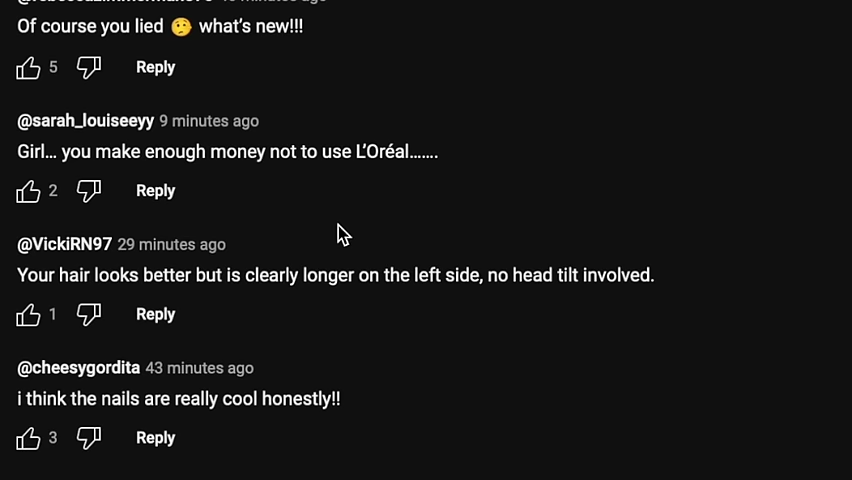 Of course you lied 🤥 what's new!!!
5 Reply
@sarah_louiseeyy 9 minutes ago
Girl... you make enough money not to use L'Oréal.......
2 Reply
@VickiRN97 29 minutes ago
Your hair looks better but is clearly longer on the left side, no head tilt involved.
1 Reply
@cheesygordita 43 minutes ago
i think the nails are really cool honestly!!
3 Reply